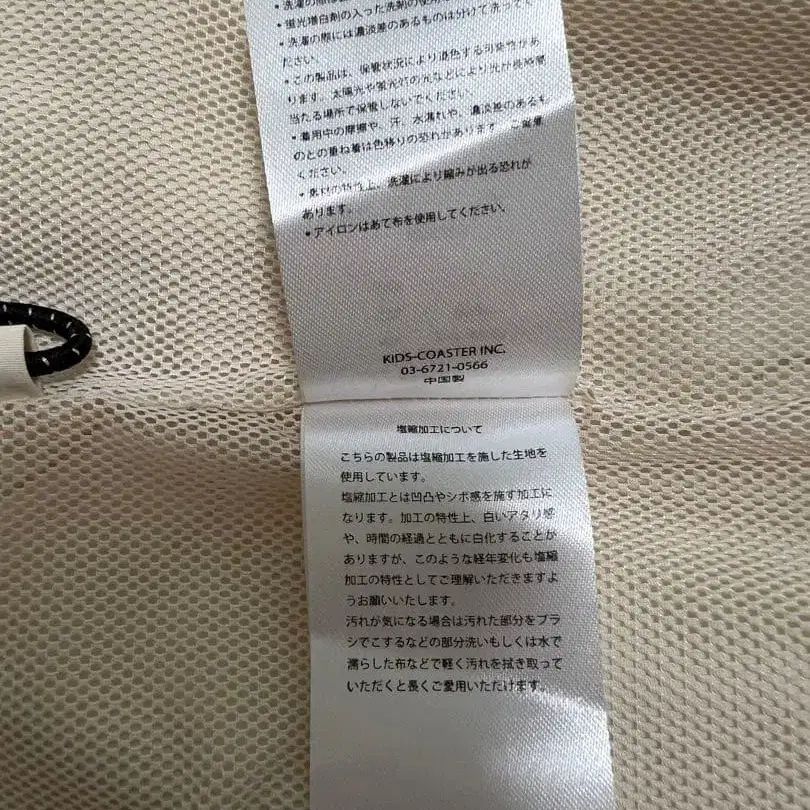 ・洗濯の際
・蛍光増白剤の入った洗剤の使用
・洗濯の際には濃淡差のあるものは分けて洗ってく
ださい。
・この製品は、保管状況により退色する可能性があ
ります。太陽光や蛍光灯の光などにより光が長時間
当たる場所で保管しないでください。
・着用中の摩擦や、汗、水濡れや、濃淡差のあるも
のとの重ね着は色移りの恐れがあります。ご留意
ください。
・素材の特性上、洗濯により縮みが出る恐れが
あります。
・アイロンはあて布を使用してください。
KIDS-COASTER INC.
03-6721-0566
中国製
塩縮加工について
こちらの製品は塩縮加工を施した生地を
使用しています。
塩縮加工とは凹凸やシボ感を施す加工に
なります。加工の特性上、白いアタリ感
や、時間の経過とともに白化することが
ありますが、このような経年変化も塩縮
加工の特性としてご理解いただきますよ
うお願いいたします。
汚れが気になる場合は汚れた部分をブラ
シでこするなどの部分洗いもしくは水で
濡らした布などで軽く汚れを拭き取って
いただくと長くご愛用いただけます。